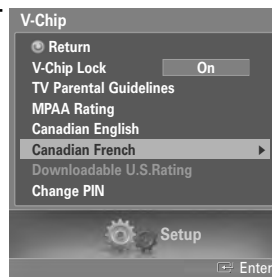 V-Chip
Return
V-Chip Lock On
TV Parental Guidelines
MPAA Rating
Canadian English
Canadian French
Downloadable U.S.Rating
Change PIN
Setup
Enter